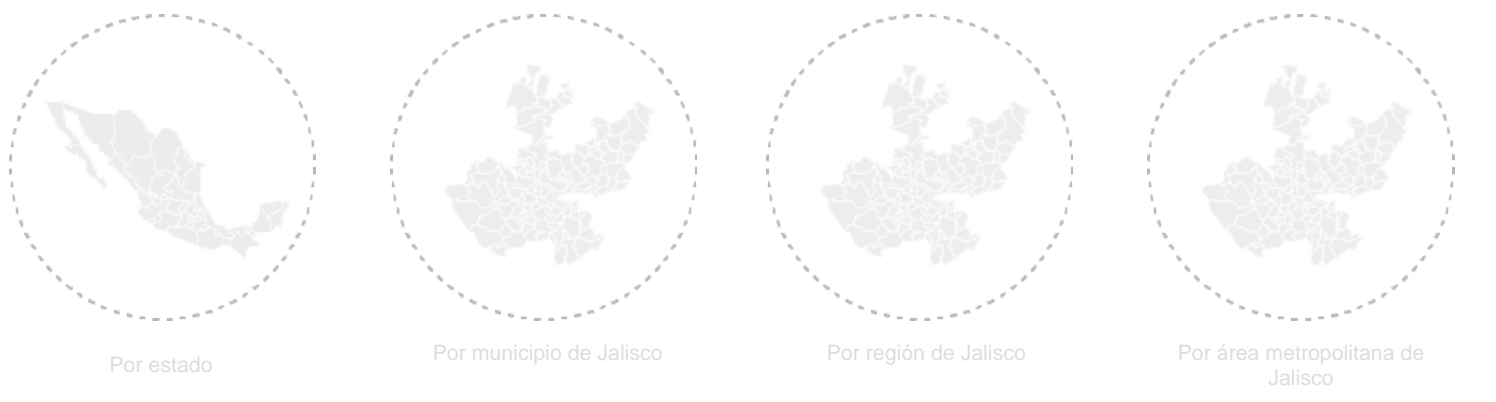 Por estado
Por municipio de Jalisco
Por región de Jalisco
Por área metropolitana de
Jalisco